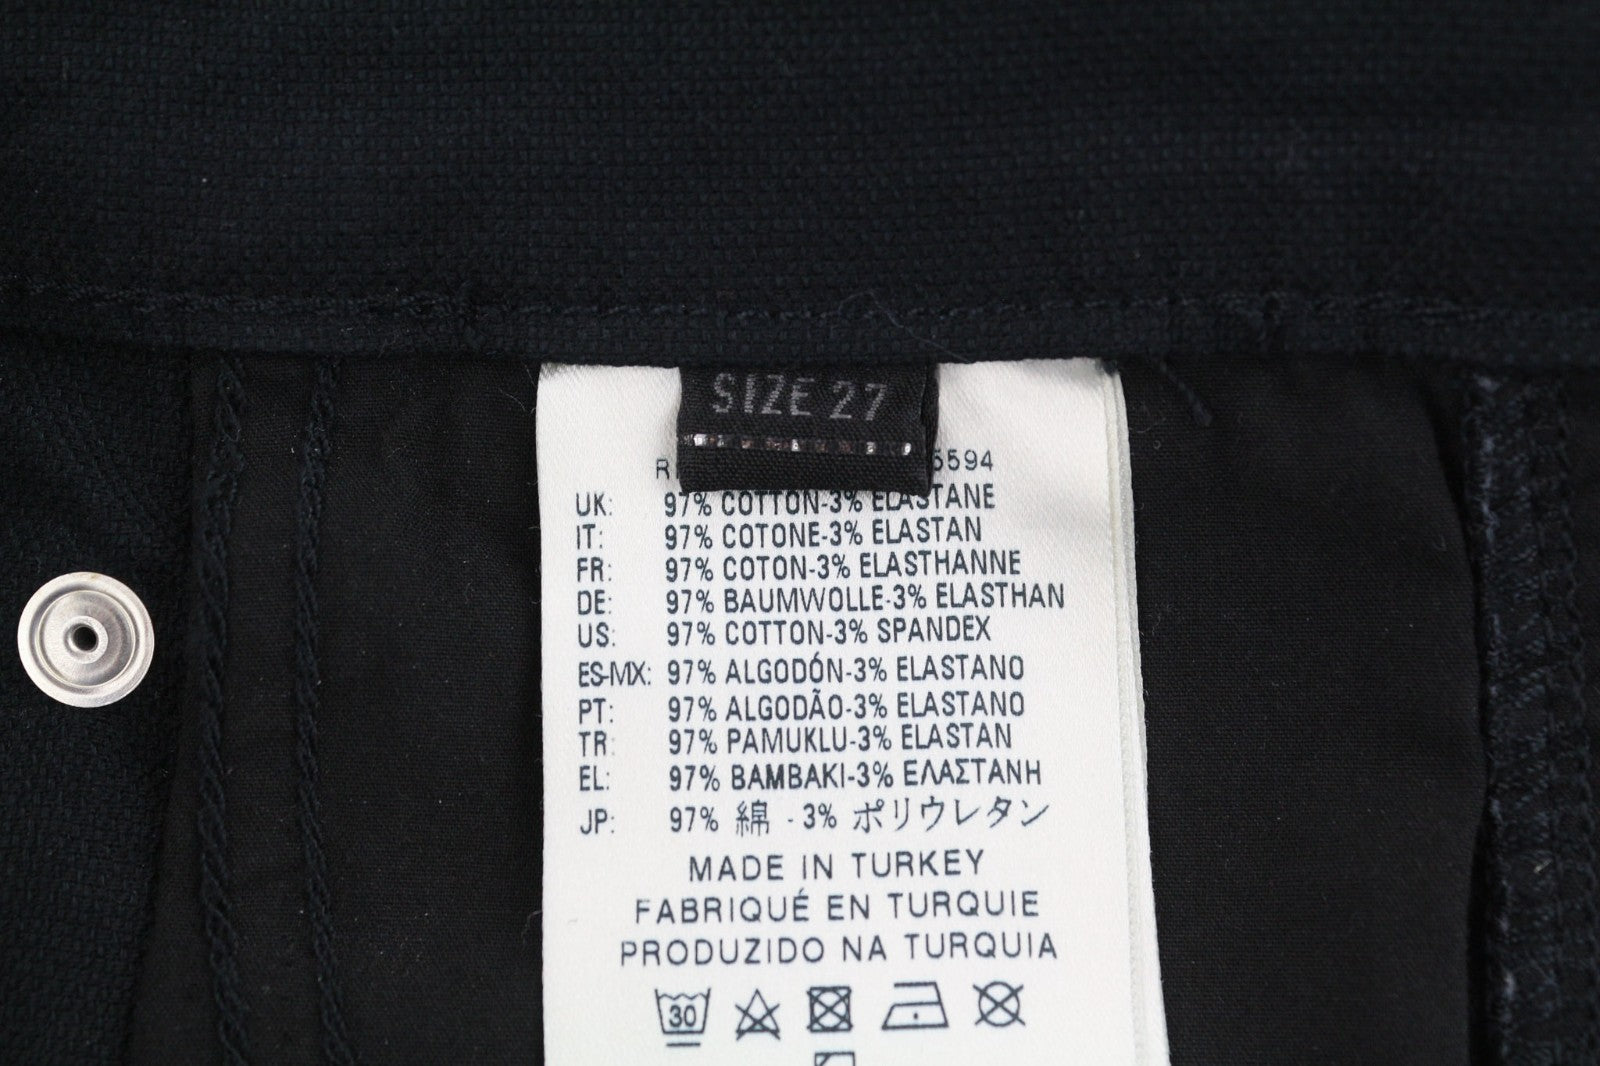 SIZE 27
5594
UK: 97% COTTON-3% ELASTANE
IT: 97% COTONE-3% ELASTAN
FR: 97% COTON-3% ELASTHANNE
DE: 97% BAUMWOLLE-3% ELASTHAN
US: 97% COTTON-3% SPANDEX
ES-MX: 97% ALGODÓN-3% ELASTANO
PT: 97% ALGODÃO-3% ELASTANO
TR: 97% PAMUKLU-3% ELASTAN
EL: 97% BAMBAKI-3% ΕΛΑΣΤΑΝΗ
JP: 97% 綿 - 3% ポリウレタン
MADE IN TURKEY
FABRIQUÉ EN TURQUIE
PRODUZIDO NA TURQUIA
30